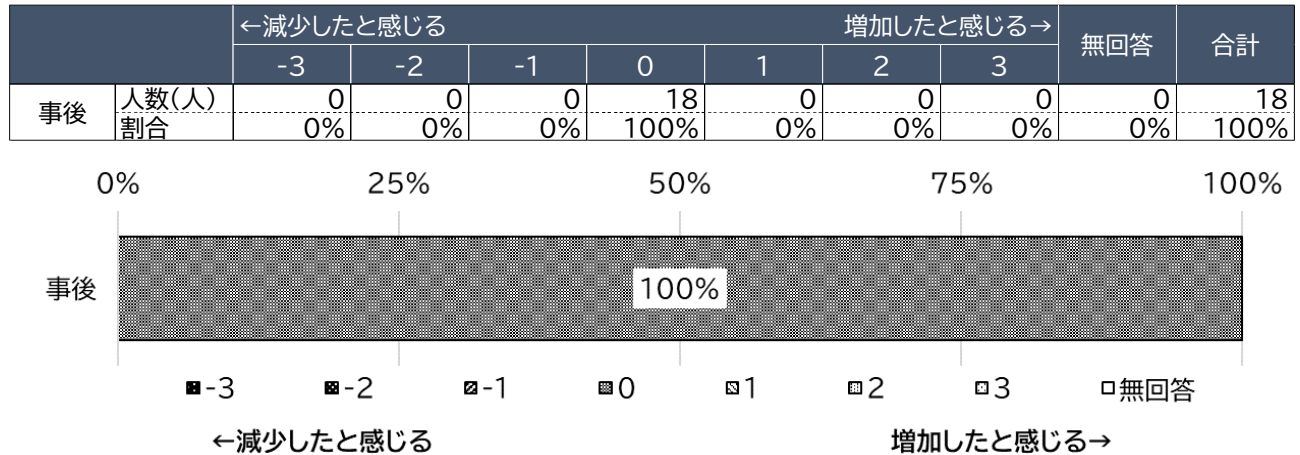 ←減少したと感じる 増加したと感じる→ 無回答 合計
-3 -2 -1 0 1 2 3
事後 人数(人) 0 0 0 18 0 0 0 0 18
割合 0% 0% 0% 100% 0% 0% 0% 0% 100%
0% 25% 50% 75% 100%
事後 100%
-3 -2 -1 0 1 2 3 無回答
←減少したと感じる 増加したと感じる→